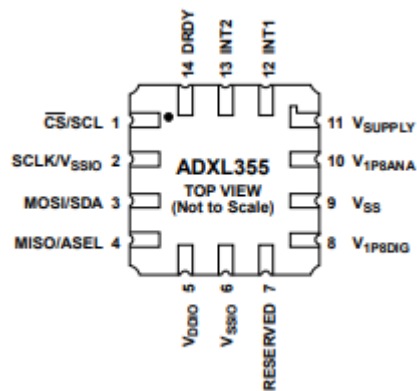 14 DRDY
13 INT2
12 INT1
CS/SCL 1
SCLK/VSSIO 2
MOSI/SDA 3
MISO/ASEL 4
ADXL355
TOP VIEW
(Not to Scale)
11 VSUPPLY
10 V1P8ANA
9 VSS
8 V1P8DIG
VDDIO 5
VSSIO 6
RESERVED 7